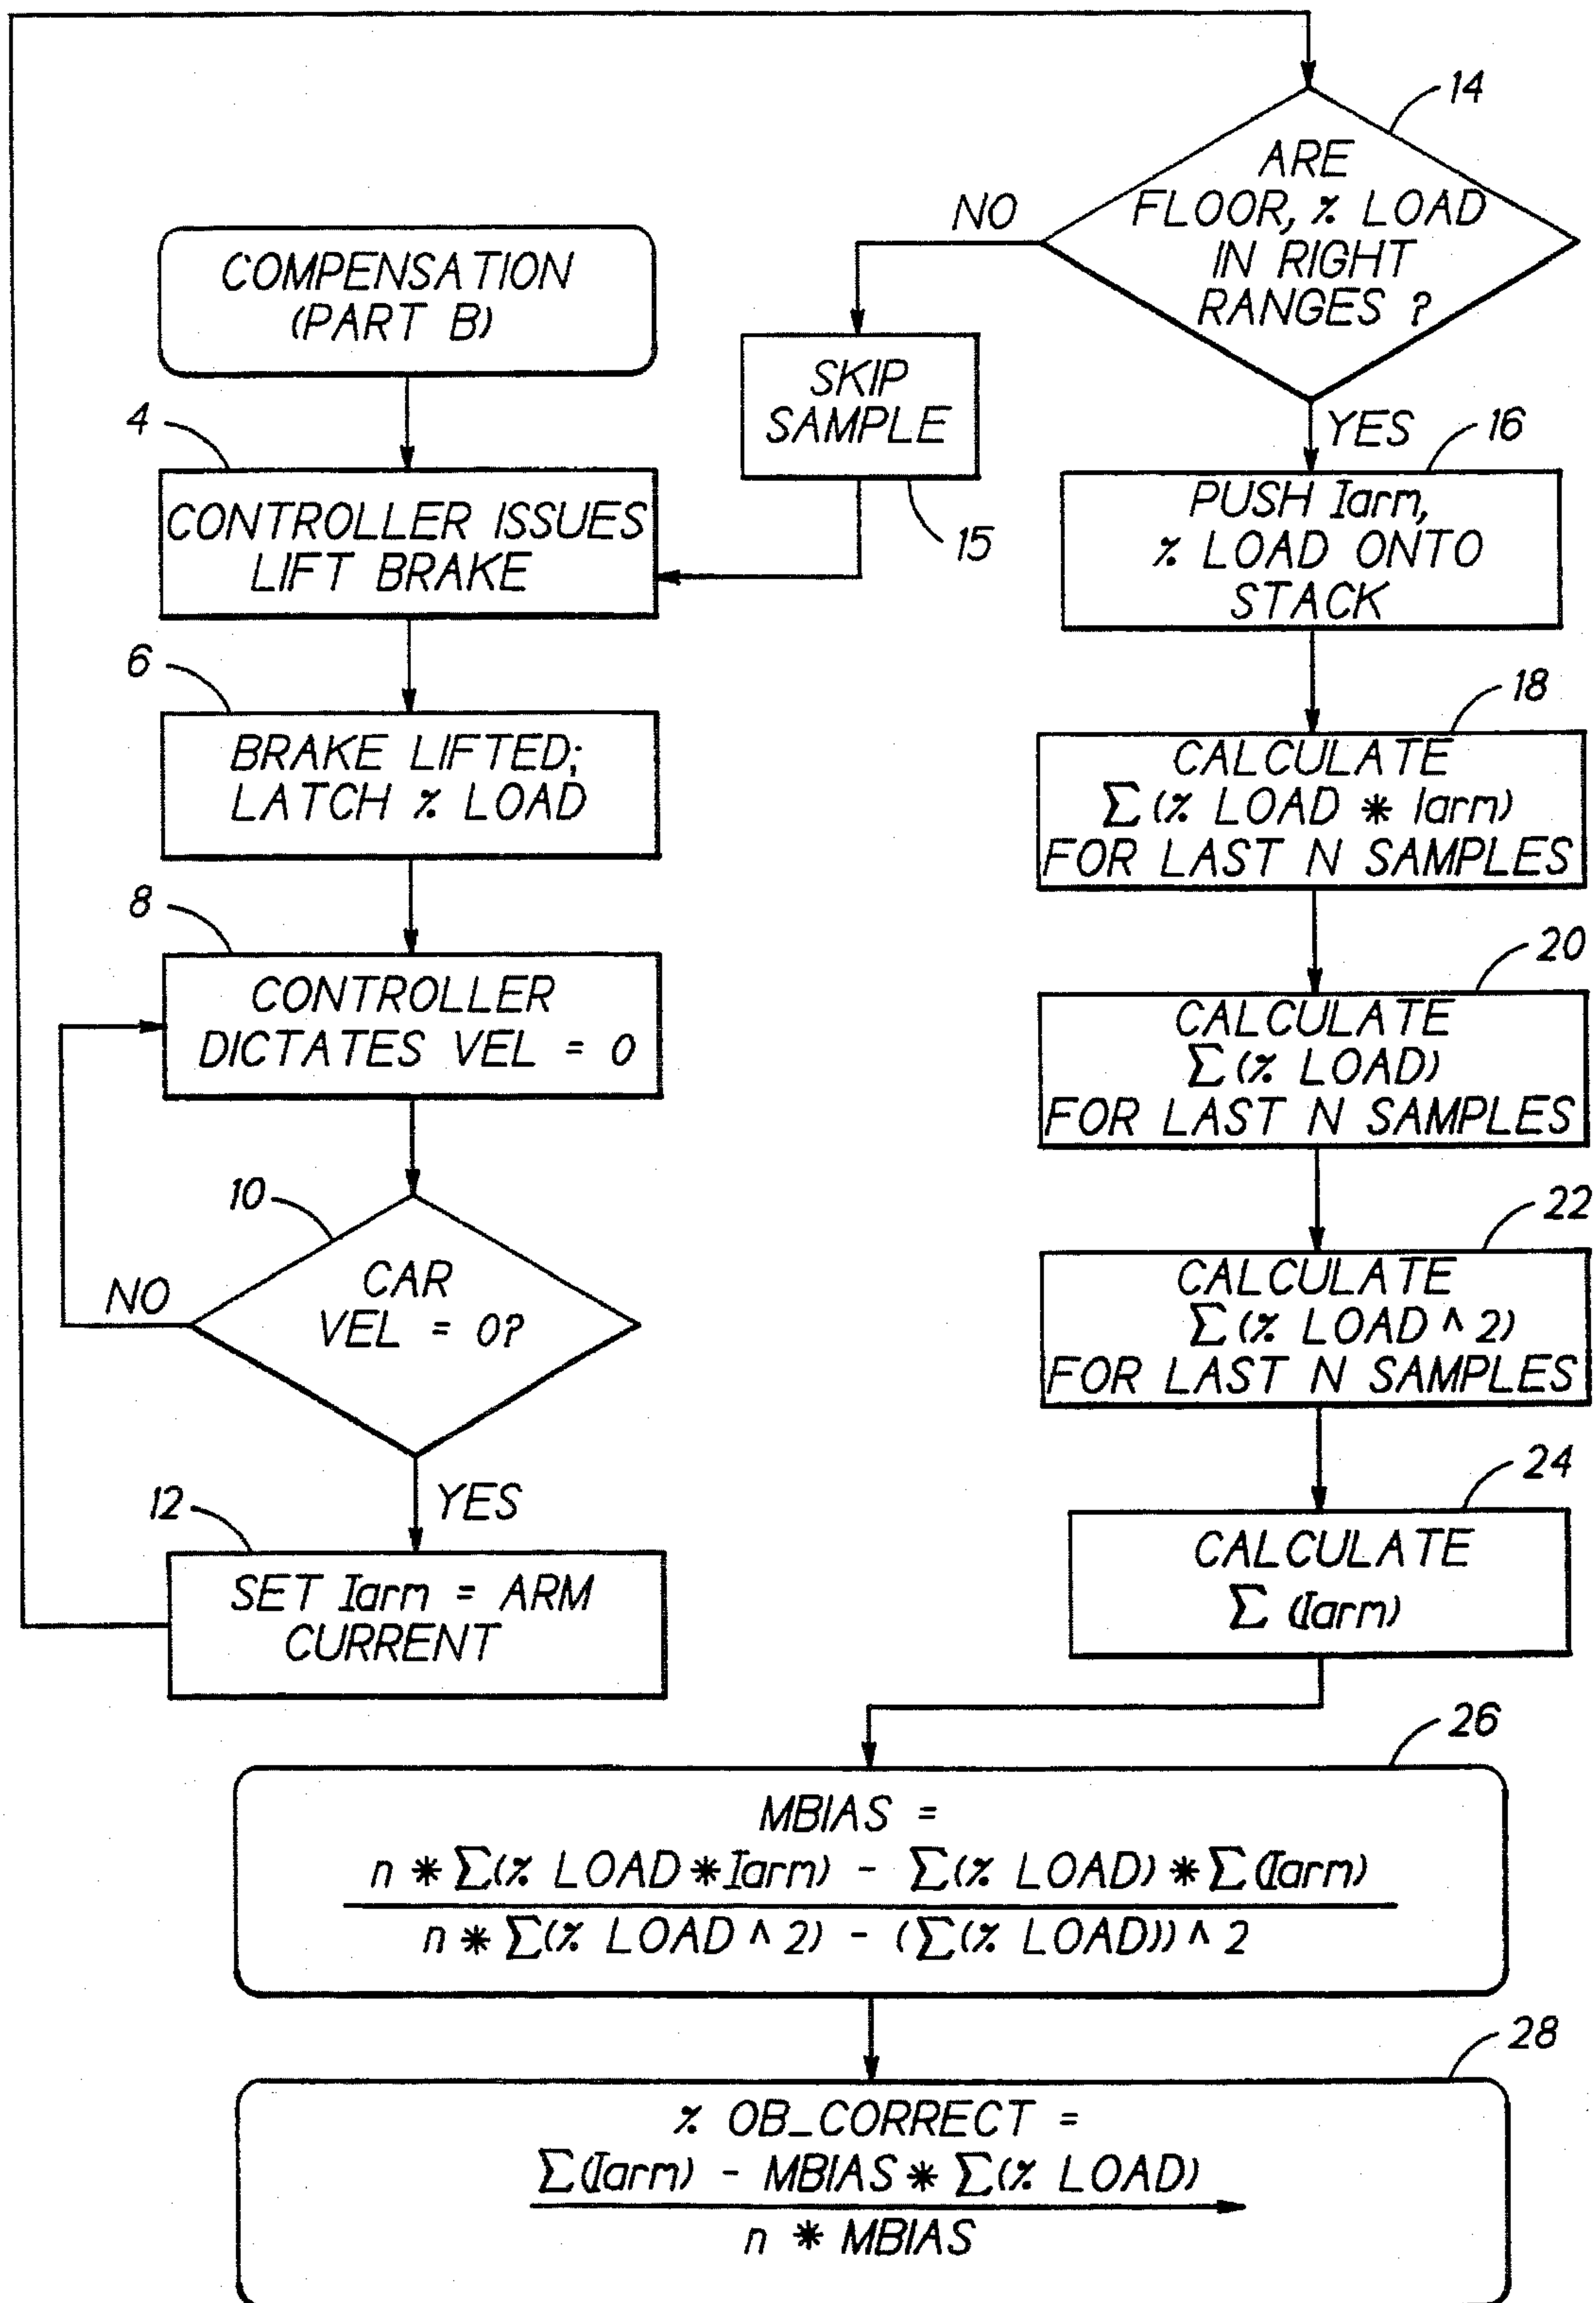 COMPENSATION
(PART B)
4
CONTROLLER ISSUES
LIFT BRAKE
6
BRAKE LIFTED;
LATCH % LOAD
8
CONTROLLER
DICTATES VEL = 0
10
CAR
VEL = 0?
NO
YES
12
SET Iarm = ARM
CURRENT
14
ARE
FLOOR, % LOAD
IN RIGHT
RANGES ?
NO
SKIP
SAMPLE
15
YES
16
PUSH Iarm,
% LOAD ONTO
STACK
18
CALCULATE
Σ (% LOAD * Iarm)
FOR LAST N SAMPLES
20
CALCULATE
Σ (% LOAD)
FOR LAST N SAMPLES
22
CALCULATE
Σ (% LOAD ^ 2)
FOR LAST N SAMPLES
24
CALCULATE
Σ (Iarm)
26
MBIAS =
n * Σ(% LOAD * Iarm) - Σ(% LOAD) * Σ(Iarm)
n * Σ(% LOAD ^ 2) - (Σ(% LOAD)) ^ 2
28
% OB_CORRECT =
Σ(Iarm) - MBIAS * Σ(% LOAD)
n * MBIAS